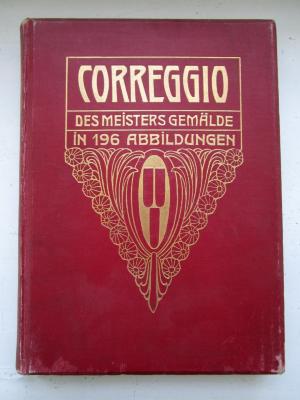 CORREGGIO
DES MEISTERS GEMÄLDE
IN 196 ABBILDUNGEN